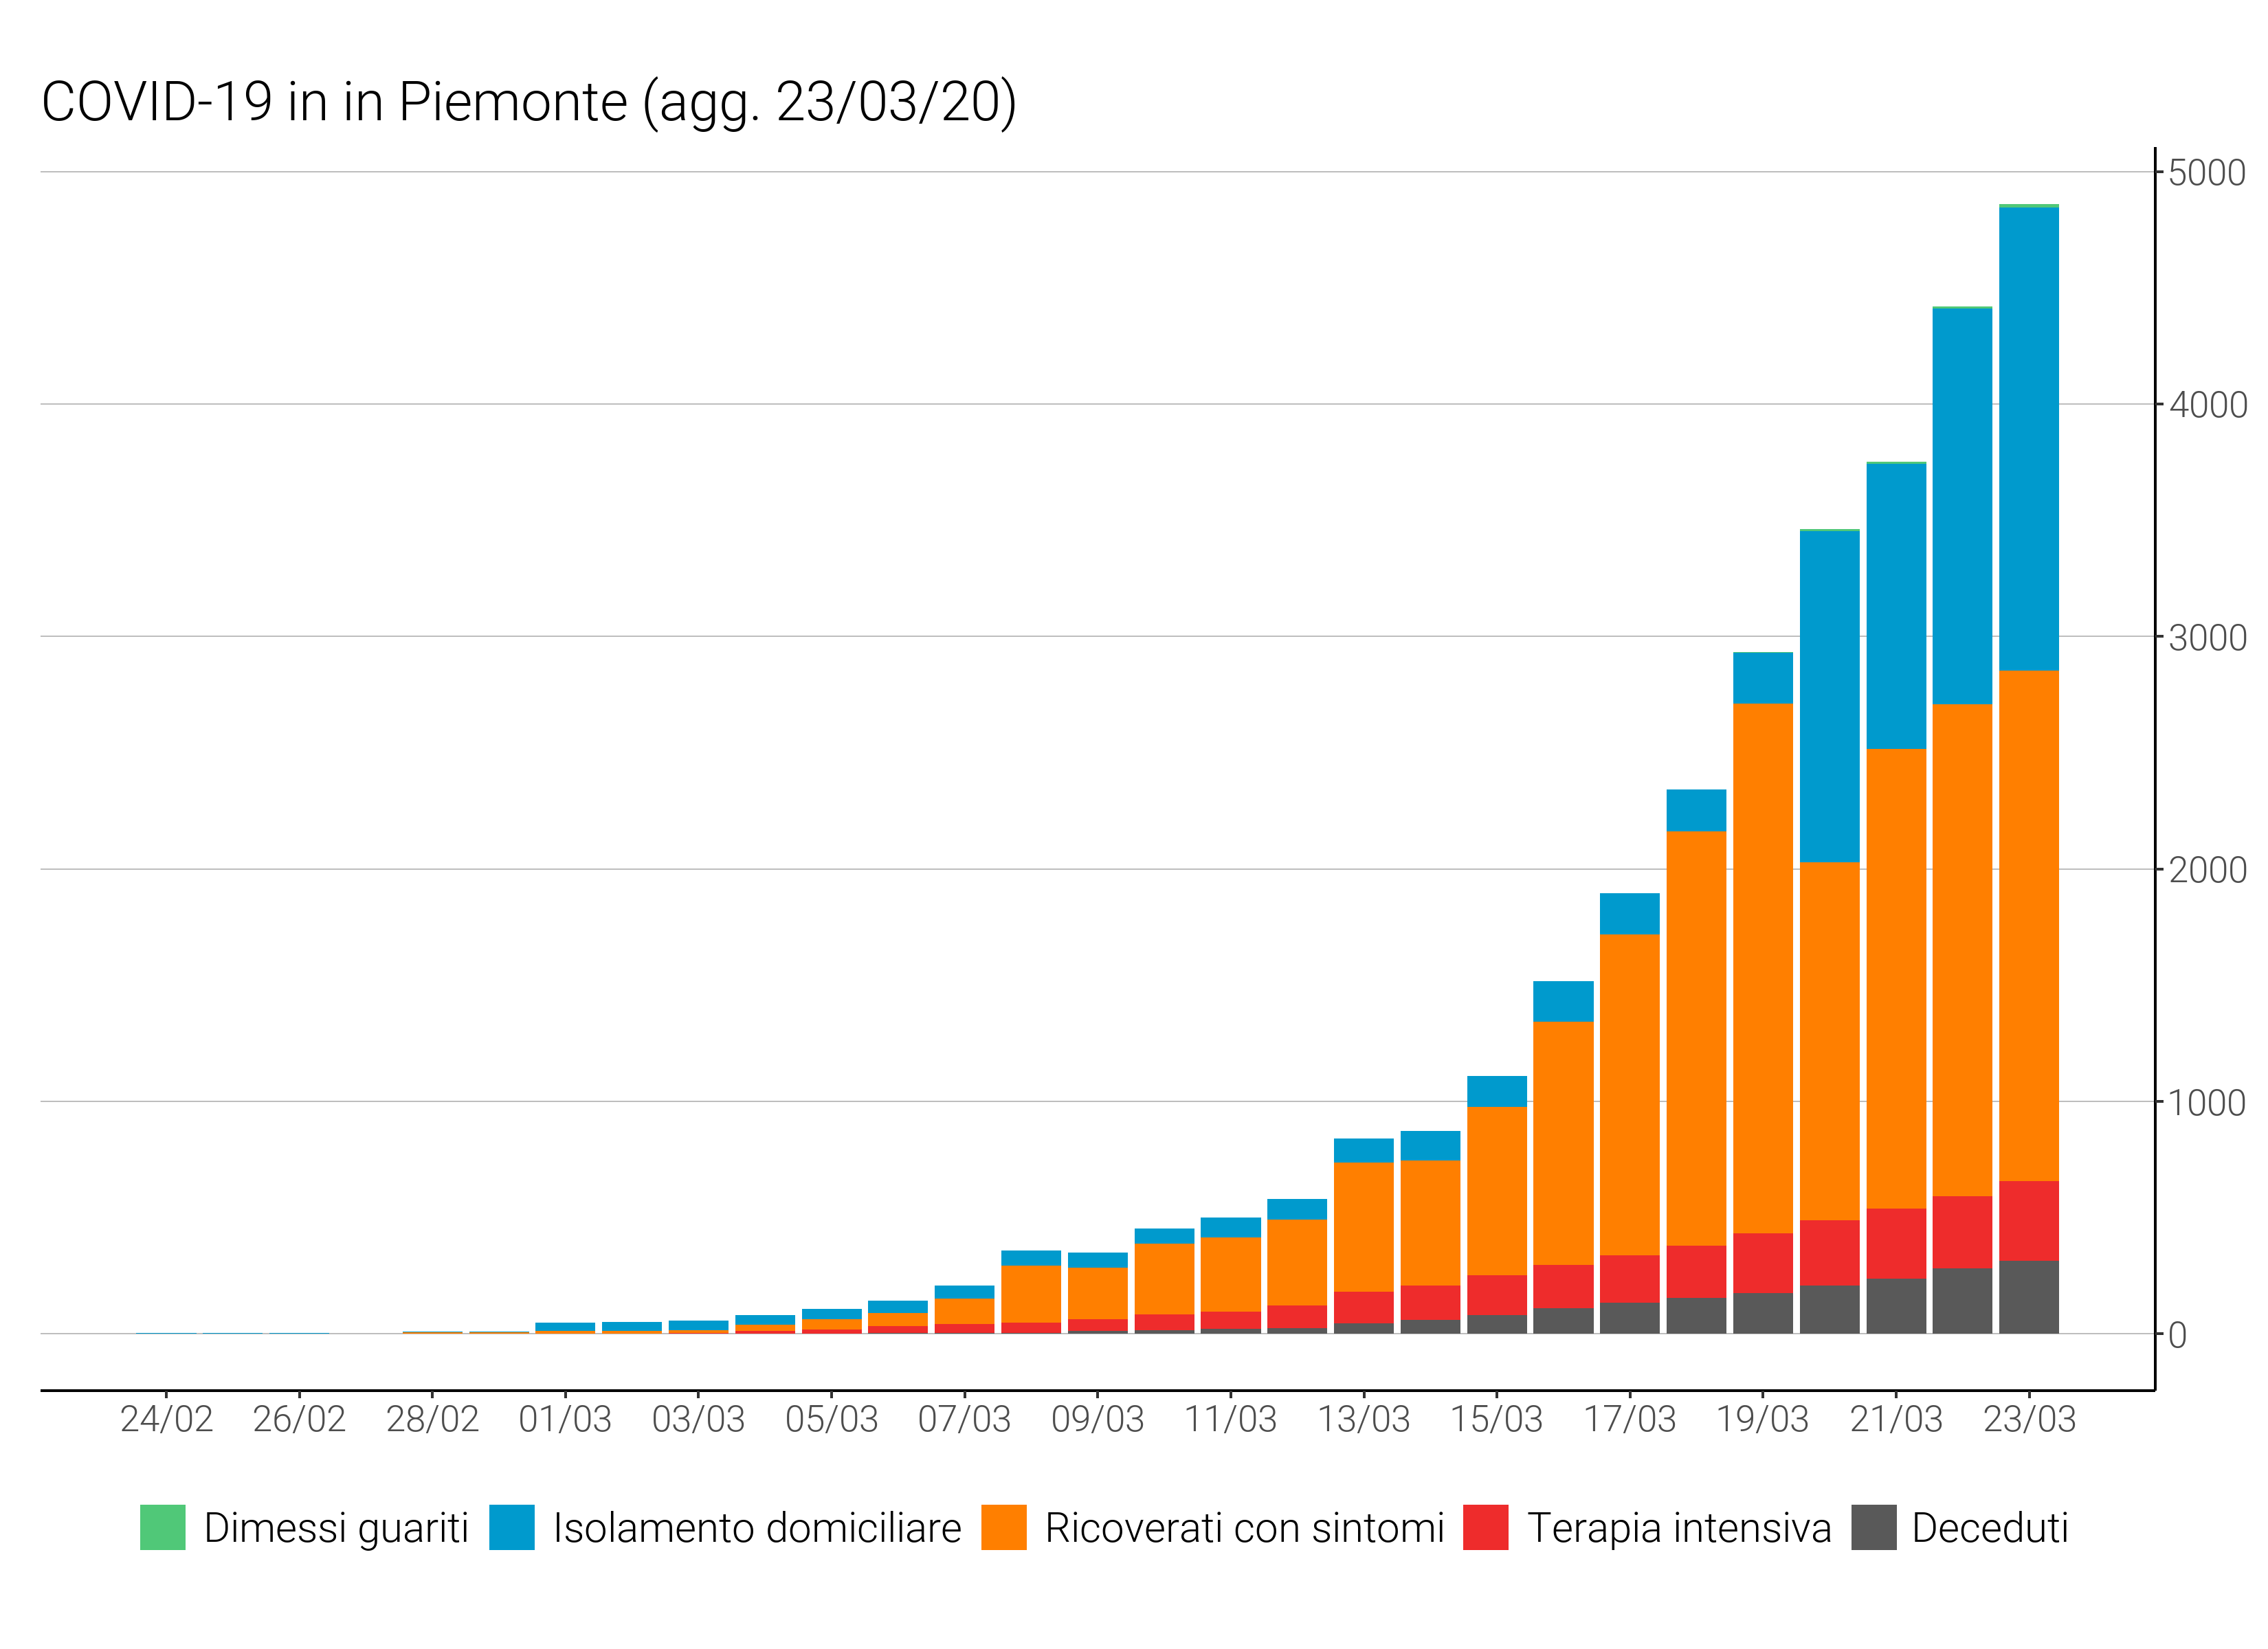 COVID-19 in in Piemonte (agg. 23/03/20)
5000
4000
3000
2000
1000
0
24/02 26/02 28/02 01/03 03/03 05/03 07/03 09/03 11/03 13/03 15/03 17/03 19/03 21/03 23/03
Dimessi guariti Isolamento domiciliare Ricoverati con sintomi Terapia intensiva Deceduti